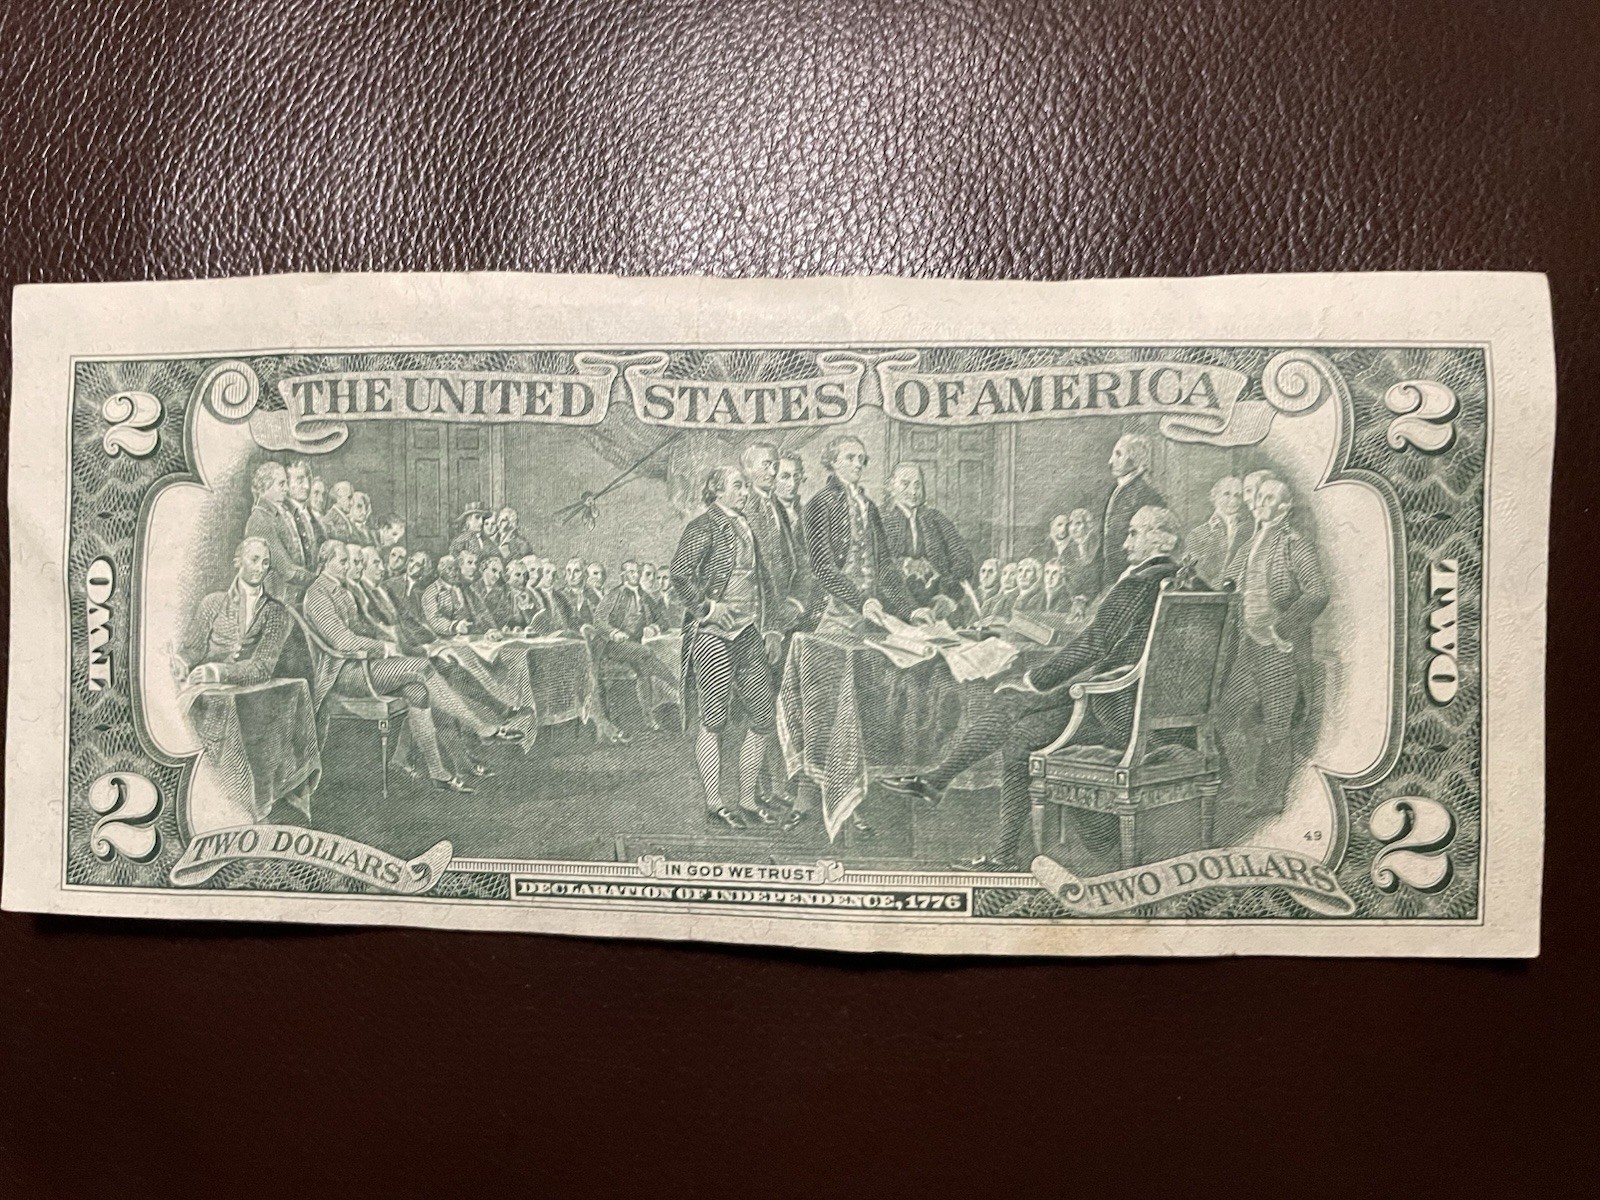 THE UNITED STATES OF AMERICA
2
2
TWO
TWO
2
2
49
TWO DOLLARS
IN GOD WE TRUST
TWO DOLLARS
DECLARATION OF INDEPENDENCE, 1776